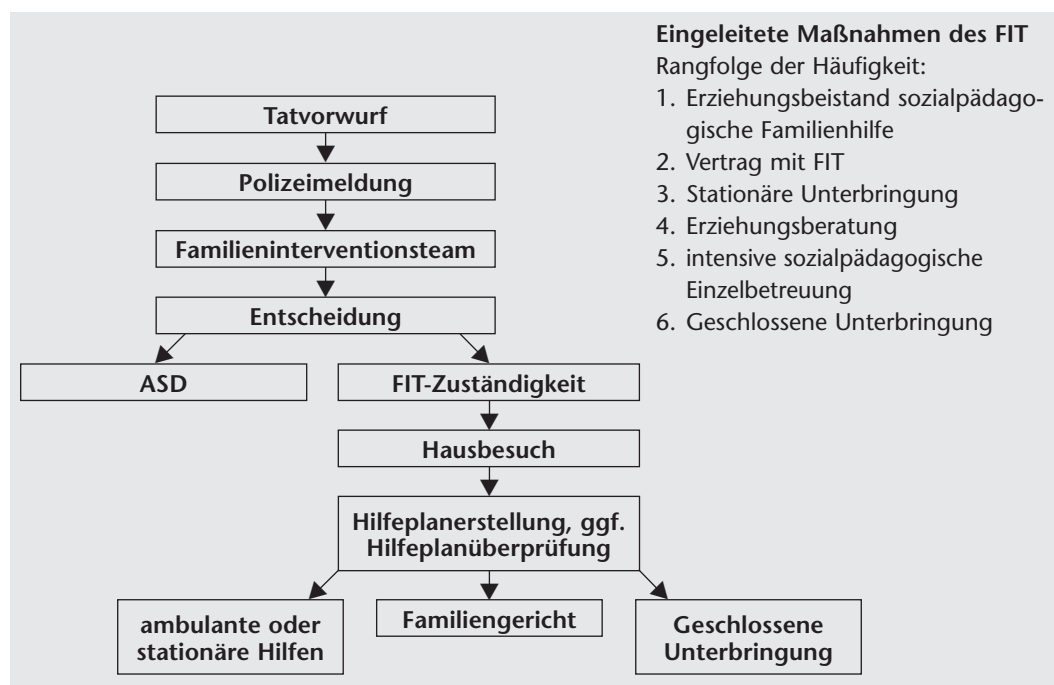 Eingeleitete Maßnahmen des FIT
Rangfolge der Häufigkeit:
1. Erziehungsbeistand sozialpädago-
gische Familienhilfe
2. Vertrag mit FIT
3. Stationäre Unterbringung
4. Erziehungsberatung
5. intensive sozialpädagogische
Einzelbetreuung
6. Geschlossene Unterbringung
Tatvorwurf
Polizeimeldung
Familieninterventionsteam
Entscheidung
ASD
FIT-Zuständigkeit
Hausbesuch
Hilfeplanerstellung, ggf.
Hilfeplanüberprüfung
ambulante oder
stationäre Hilfen
Familiengericht
Geschlossene
Unterbringung